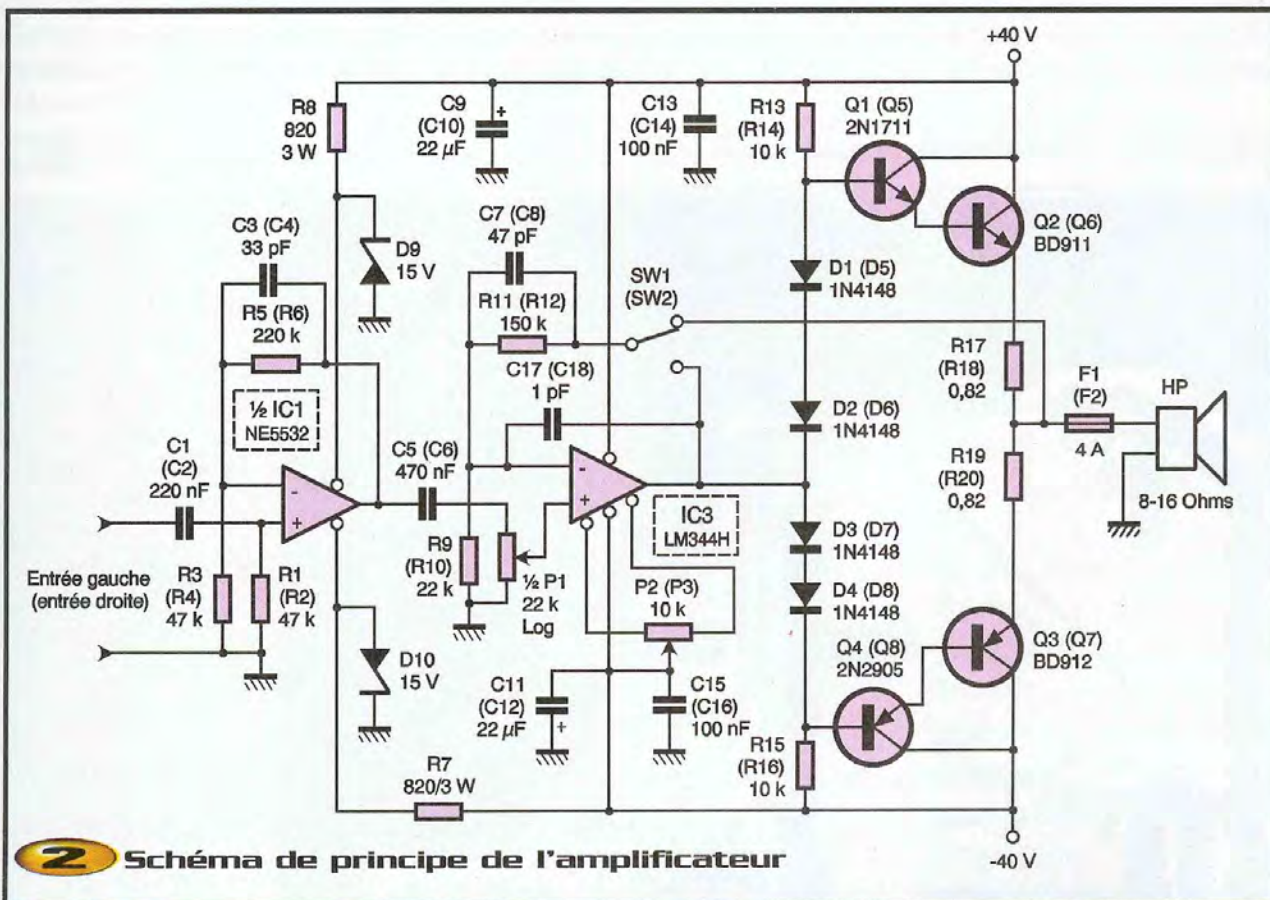 +40 V
R8
820
3 W
C9
(C10)
22 µF
C13
(C14)
100 nF
R13
(R14)
10 k
Q1 (Q5)
2N1711
Q2 (Q6)
BD911
C3 (C4)
33 pF
R5 (R6)
220 k
D9
15 V
C7 (C8)
47 pF
R11 (R12)
150 k
SW1
(SW2)
D1 (D5)
1N4148
C17 (C18)
1 pF
R17
(R18)
0,82
F1
(F2)
4 A
HP
8-16 Ohms
½ IC1
NE5532
D2 (D6)
1N4148
C1
(C2)
220 nF
-
+
C5 (C6)
470 nF
-
+
IC3
LM344H
R19
(R20)
0,82
Entrée gauche
(entrée droite)
R3
(R4)
47 k
R1
(R2)
47 k
R9
(R10)
22 k
½ P1
22 k
Log
P2 (P3)
10 k
D3 (D7)
1N4148
D4 (D8)
1N4148
D10
15 V
C11
(C12)
22 µF
+
C15
(C16)
100 nF
Q4 (Q8)
2N2905
Q3 (Q7)
BD912
R7
820/3 W
R15
(R16)
10 k
-40 V
2 Schéma de principe de l'amplificateur